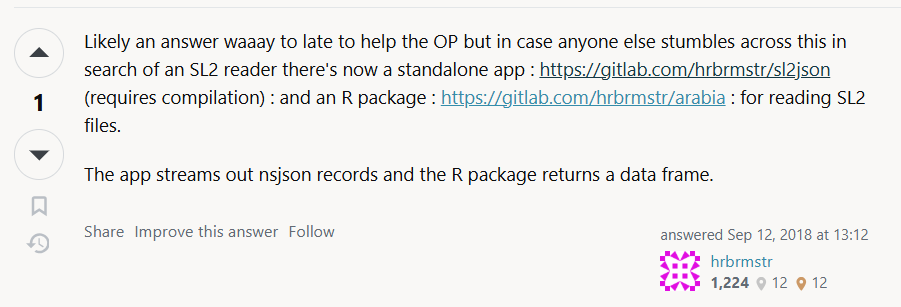 Likely an answer waaay to late to help the OP but in case anyone else stumbles across this in
search of an SL2 reader there's now a standalone app : https://gitlab.com/hrbrmstr/sl2json
1
(requires compilation) : and an R package : https://gitlab.com/hrbrmstr/arabia : for reading SL2
files.
The app streams out nsjson records and the R package returns a data frame.
Share Improve this answer Follow
answered Sep 12, 2018 at 13:12
hrbrmstr
1,224 12 12